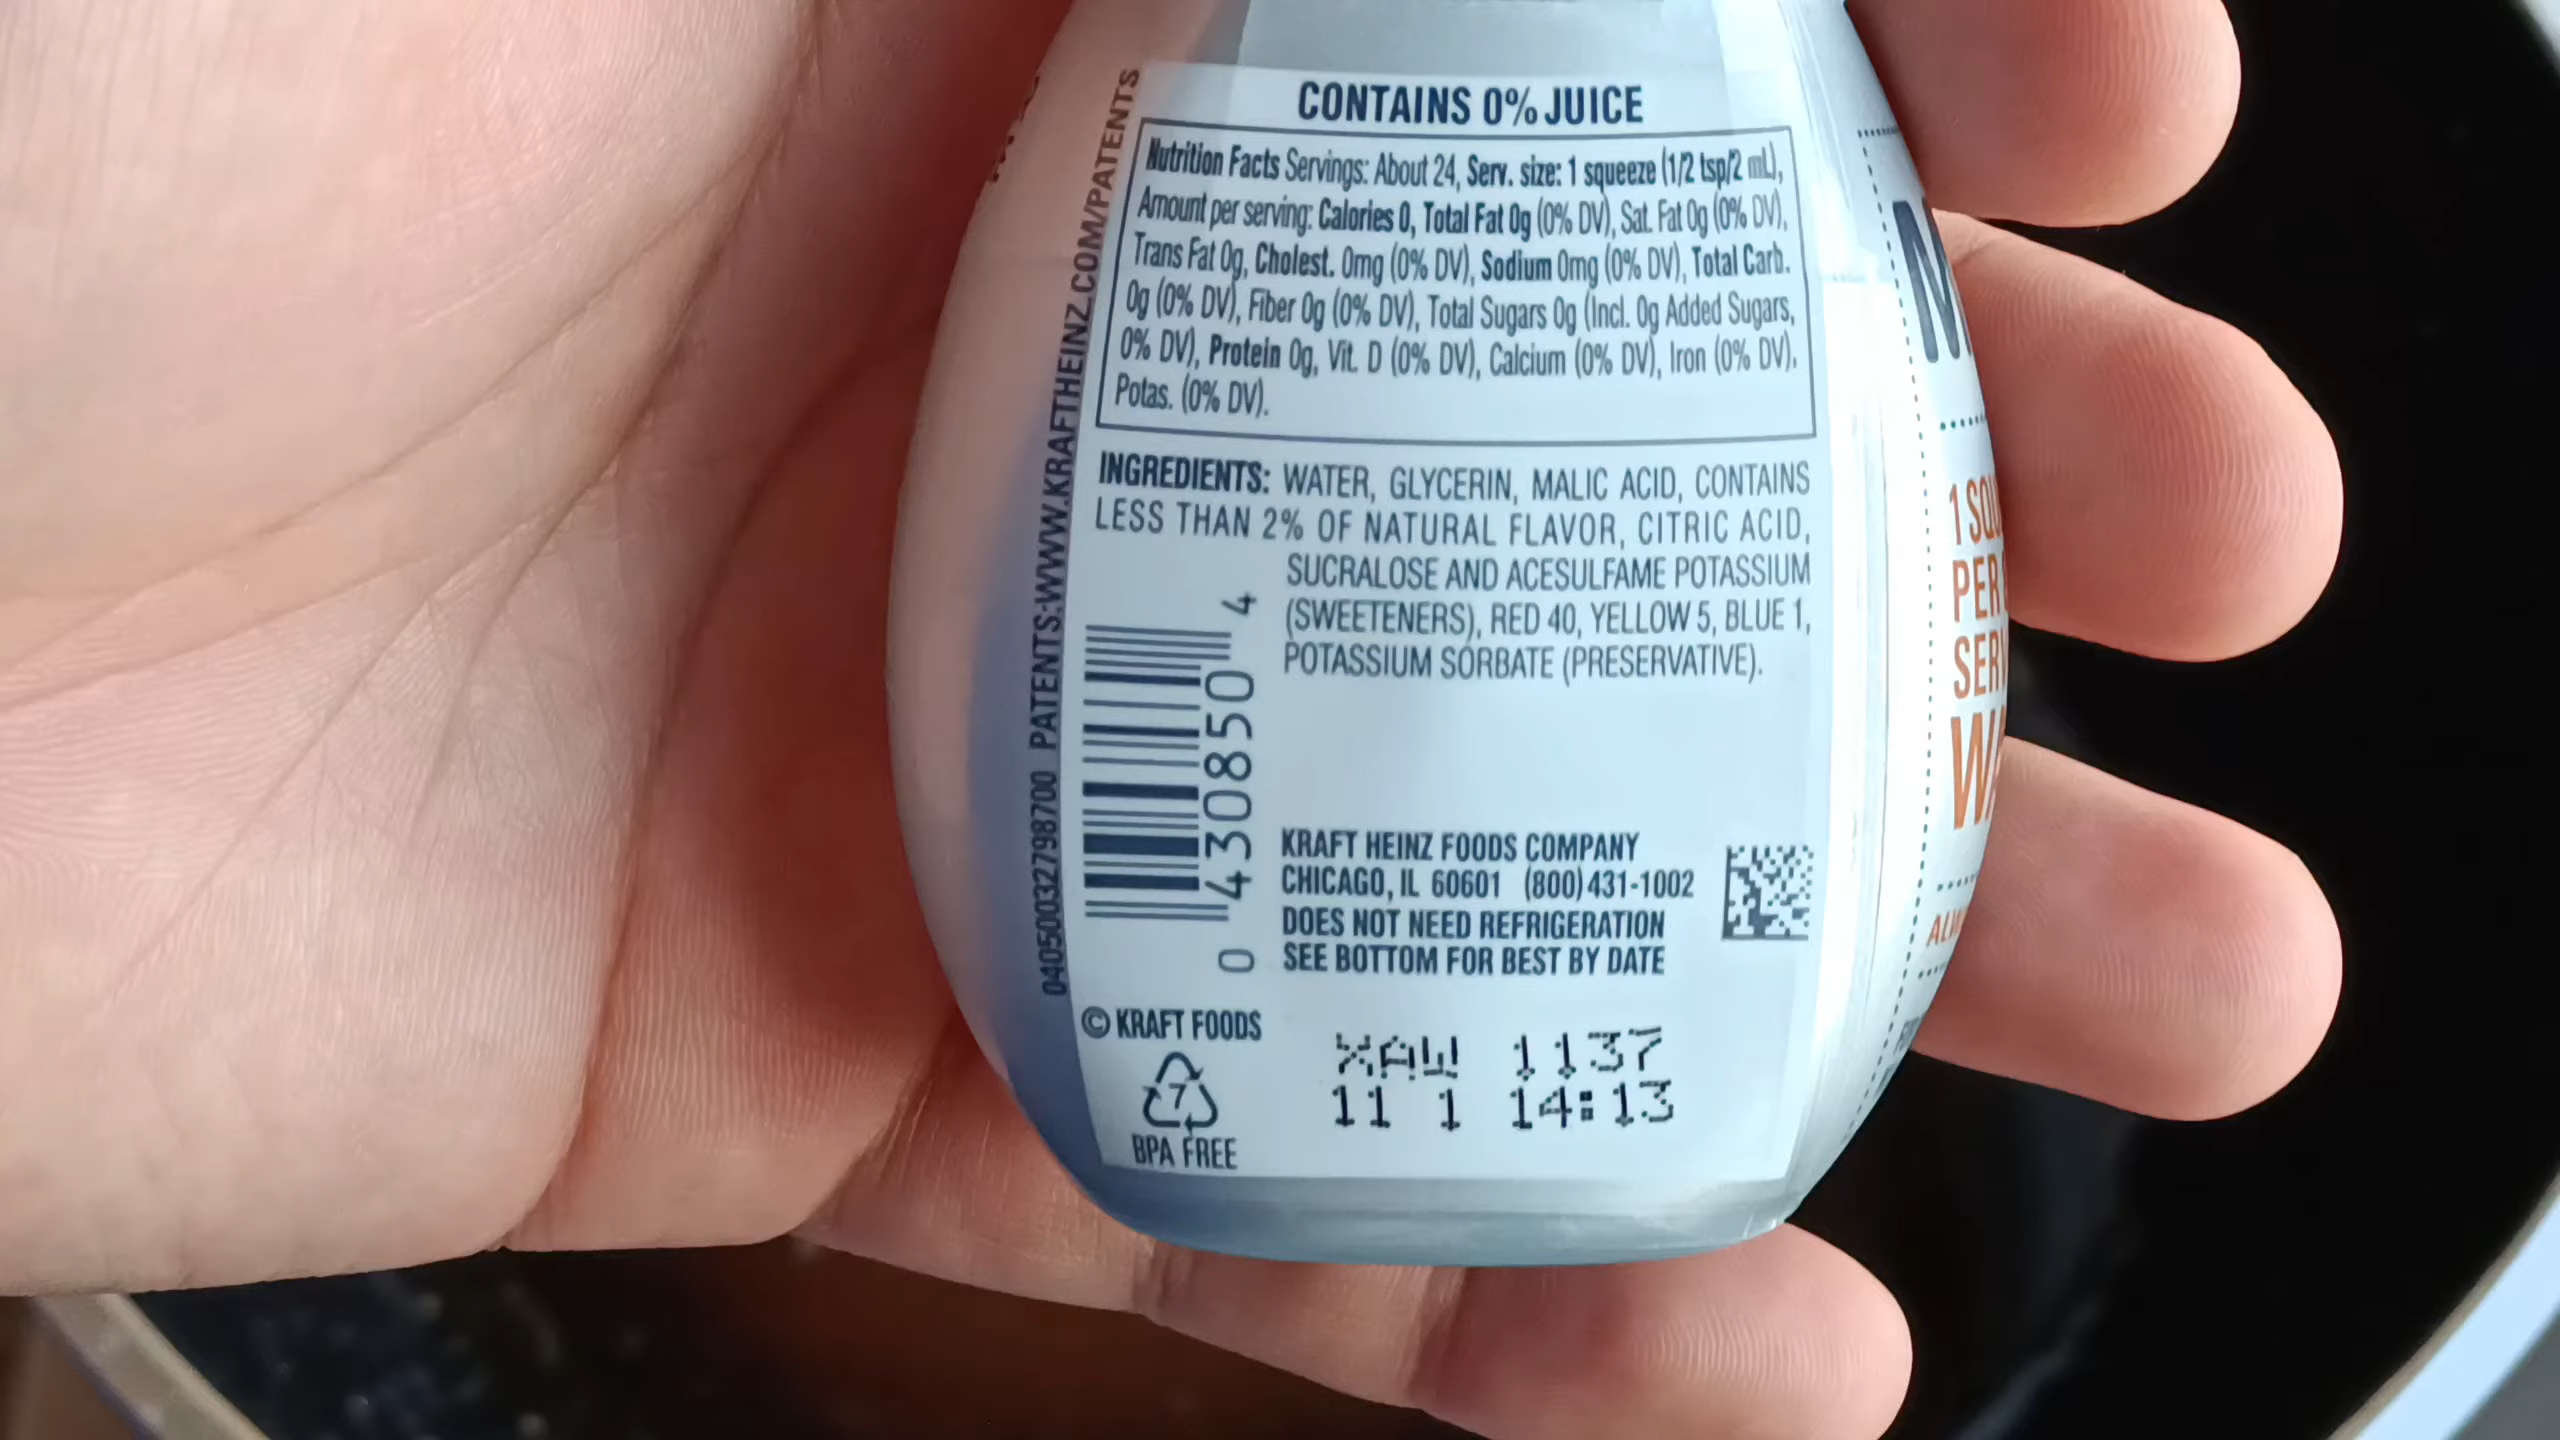 CONTAINS 0% JUICE
Nutrition Facts Servings: About 24, Serv. size: 1 squeeze (1/2 tsp/2 mL),
Amount per serving: Calories 0, Total Fat 0g (0% DV), Sat. Fat 0g (0% DV),
Trans Fat 0g, Cholest. 0mg (0% DV), Sodium 0mg (0% DV), Total Carb.
0g (0% DV), Fiber 0g (0% DV), Total Sugars 0g (Incl. 0g Added Sugars,
0% DV), Protein 0g, Vit. D (0% DV), Calcium (0% DV), Iron (0% DV),
Potas. (0% DV).
INGREDIENTS: WATER, GLYCERIN, MALIC ACID, CONTAINS
LESS THAN 2% OF NATURAL FLAVOR, CITRIC ACID,
SUCRALOSE AND ACESULFAME POTASSIUM
(SWEETENERS), RED 40, YELLOW 5, BLUE 1,
POTASSIUM SORBATE (PRESERVATIVE).
0 430850 4
KRAFT HEINZ FOODS COMPANY
CHICAGO, IL 60601 (800) 431-1002
DOES NOT NEED REFRIGERATION
SEE BOTTOM FOR BEST BY DATE
© KRAFT FOODS
7
BPA FREE
XAW 1137
11 1 14:13
04050032798700 PATENTS:WWW.KRAFTHEINZ.COM/PATENTS
1
PER